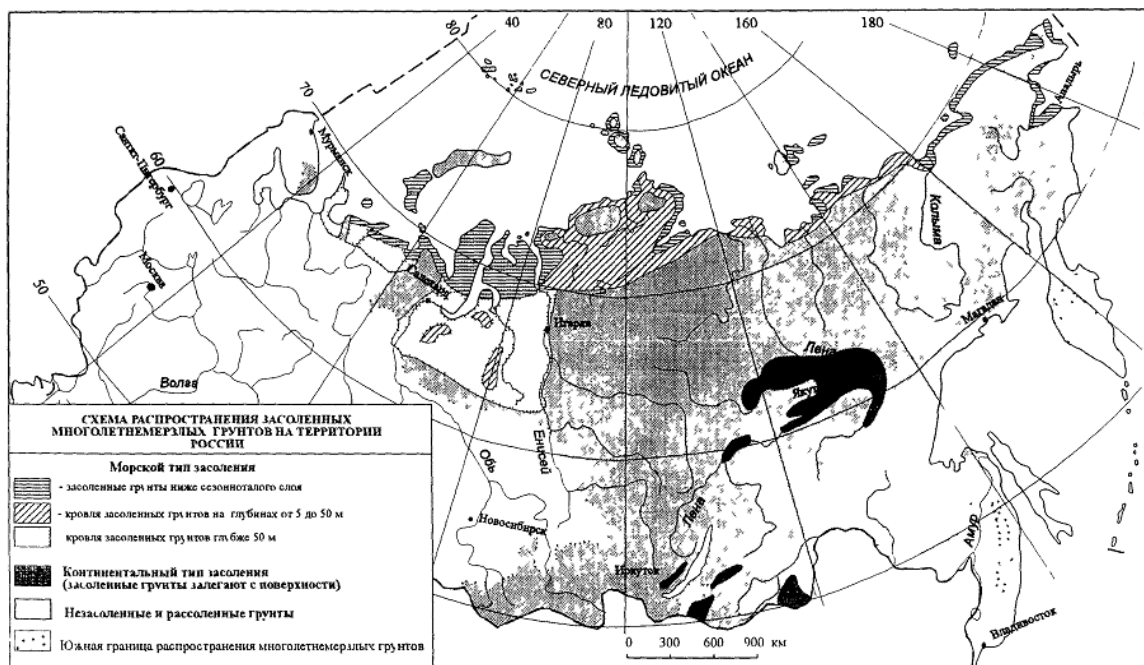 40
80
120
160
180
80
СЕВЕРНЫЙ ЛЕДОВИТЫЙ ОКЕАН
Анадырь
70
Мурманск
Санкт-Питербург
60
Москва
50
Колыма
Салехард
Игарка
Магадан
Лена
Якутск
Волга
Обь
Енисей
Лена
Новосибирск
Иркутск
Амур
Владивосток
0 300 600 900 км
СХЕМА РАСПРОСТРАНЕНИЯ ЗАСОЛЕННЫХ
МНОГОЛЕТНЕМЕРЗЛЫХ ГРУНТОВ НА ТЕРРИТОРИИ
РОССИИ
Морской тип засоления
- засоленные грунты ниже сезонноталого слоя
- кровля засоленных грунтов на глубинах от 5 до 50 м
кровля засоленных грунтов глубже 50 м
Континентальный тип засоления
(засоленные грунты залегают с поверхности)
Незасоленные и рассоленные грунты
Южная граница распространения многолетнемерзлых грунтов